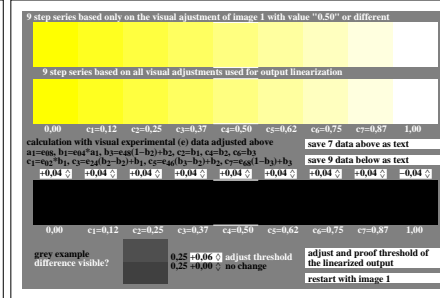 9 step series based only on the visual ajustment of image 1 with value "0.50" or different
9 step series based on all visual adjustments used for output linearization
0,00 c₁=0,12 c₂=0,25 c₃=0,37 c₄=0,50 c₅=0,62 c₆=0,75 c₇=0,87 1,00
calculation with visual experimental (e) data adjusted above
a₁=e₀₈, b₁=e₀₄*a₁, b₃=e₄₈(1−b₂)+b₂, c₂=b₁, c₄=b₂, c₆=b₃
c₁=e₀₂*b₁, c₃=e₂₄(b₂−b₂)+b₁, c₅=e₄₆(b₃−b₂)+b₂, c₇=e₆₈(1−b₃)+b₃
save 7 data above as text
save 9 data below as text
+0,04 +0,04 +0,04 +0,04 +0,04 +0,04 +0,04 +0,04 −0,04
0,00 c₁=0,12 c₂=0,25 c₃=0,37 c₄=0,50 c₅=0,62 c₆=0,75 c₇=0,87 1,00
grey example
difference visible?
0,25 +0,06 adjust threshold
0,25 +0,00 no change
adjust and proof threshold of
the linearized output
restart with image 1